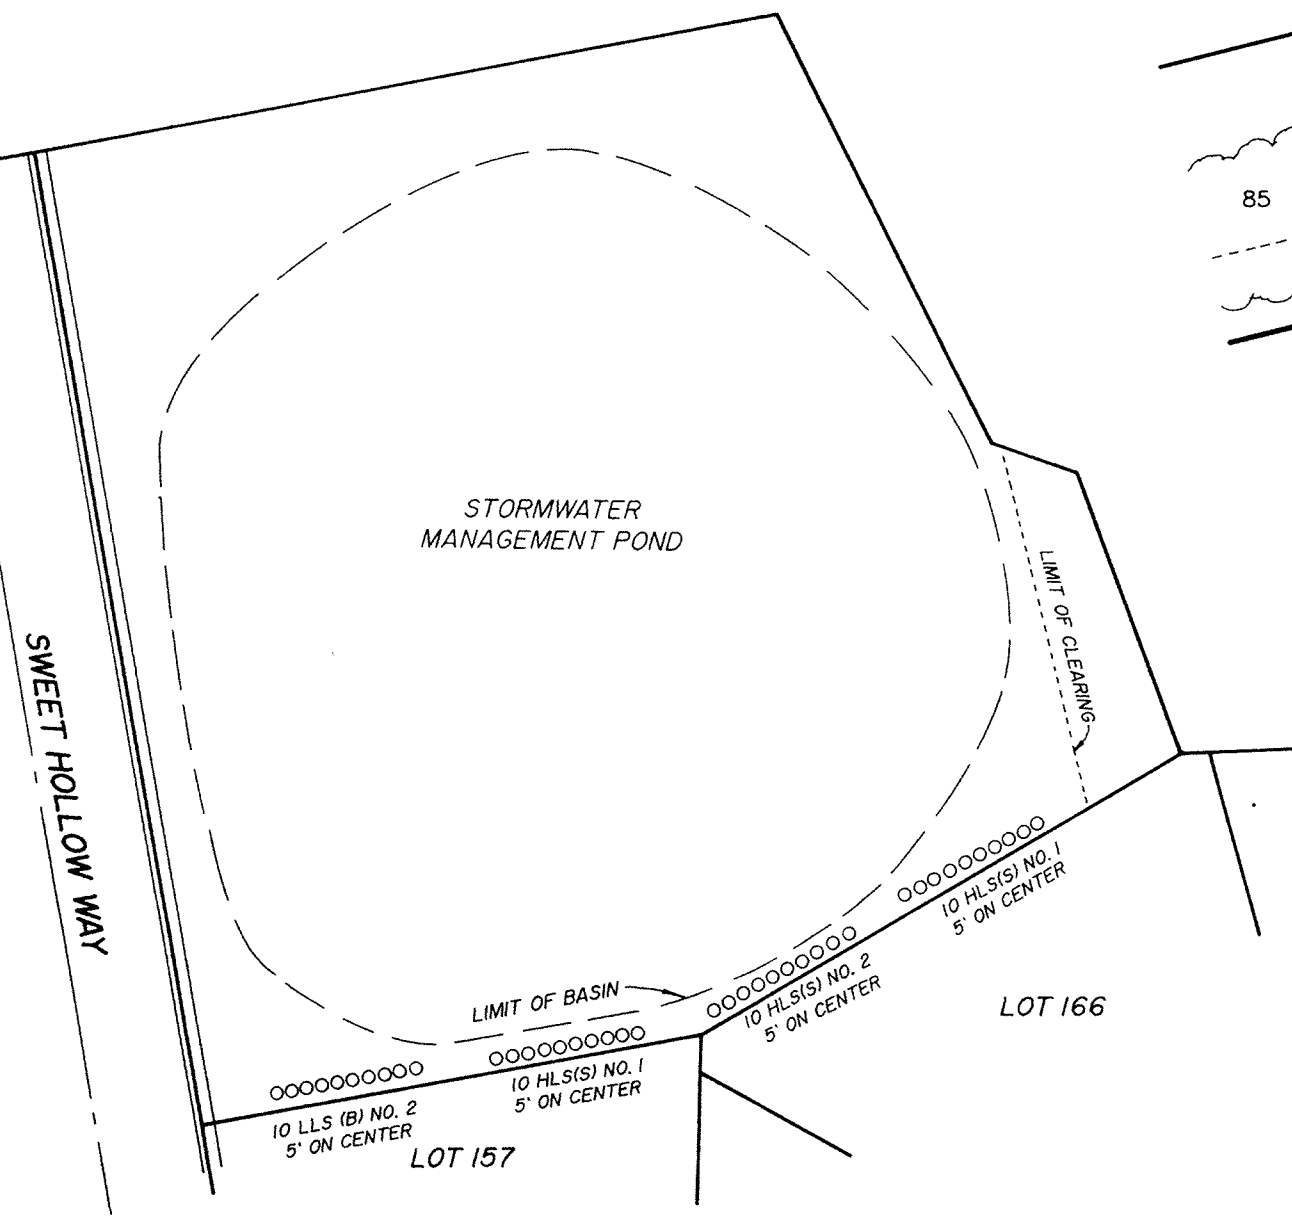 85
STORMWATER
MANAGEMENT POND
LIMIT OF CLEARING
SWEET HOLLOW WAY
10 HLS(S) NO. 1
5' ON CENTER
LIMIT OF BASIN
10 HLS(S) NO. 2
5' ON CENTER
LOT 166
10 HLS(S) NO. 1
5' ON CENTER
10 LLS (B) NO. 2
5' ON CENTER
LOT 157